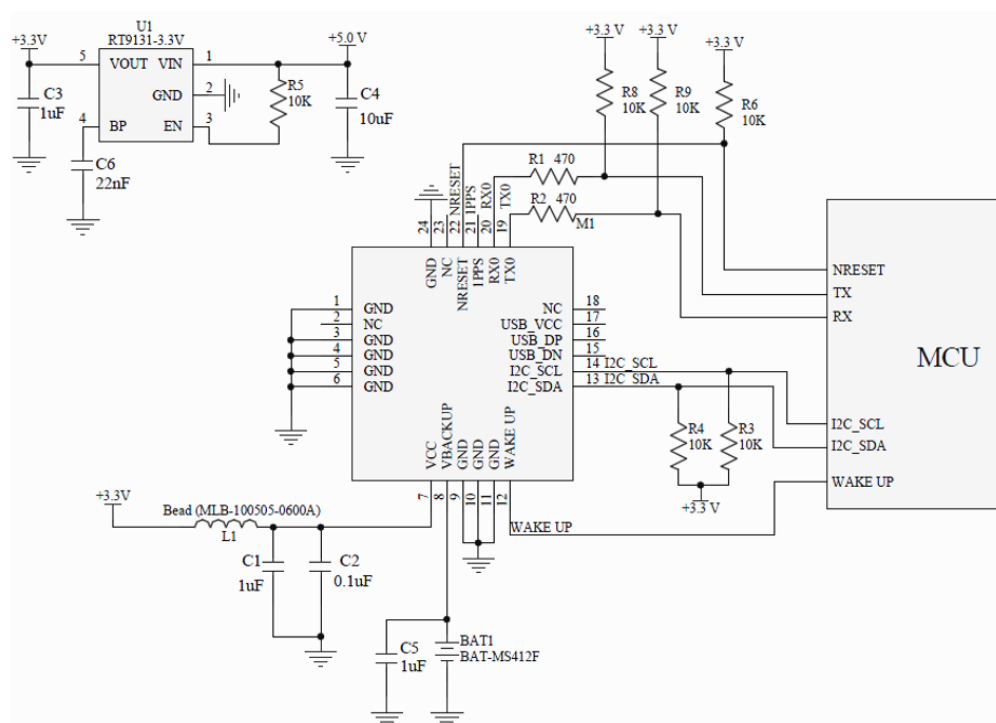 U1
RT9131-3.3V
+3.3V
+5.0 V
5 VOUT VIN 1
GND 2
4 BP EN 3
R5
10K
C3
1uF
C4
10uF
C6
22nF
+3.3 V
+3.3 V
+3.3 V
R8
10K
R9
10K
R6
10K
R1 470
R2 470
M1
24
23
22 NRESET
21 1PPS
20 RX0
19 TX0
GND
NC
NRESET
1PPS
RX0
TX0
1 GND
2 NC
3 GND
4 GND
5 GND
6 GND
NC 18
USB_VCC 17
USB_DP 16
USB_DN 15
I2C_SCL 14 I2C_SCL
I2C_SDA 13 I2C_SDA
VCC
VBACKUP
GND
GND
GND
WAKE UP
7
8
9
10
11
12
WAKE UP
R4
10K
R3
10K
+3.3 V
NRESET
TX
RX
MCU
I2C_SCL
I2C_SDA
WAKE UP
+3.3V
Bead (MLB-100505-0600A)
L1
C1
1uF
C2
0.1uF
C5
1uF
BAT1
BAT-MS412F